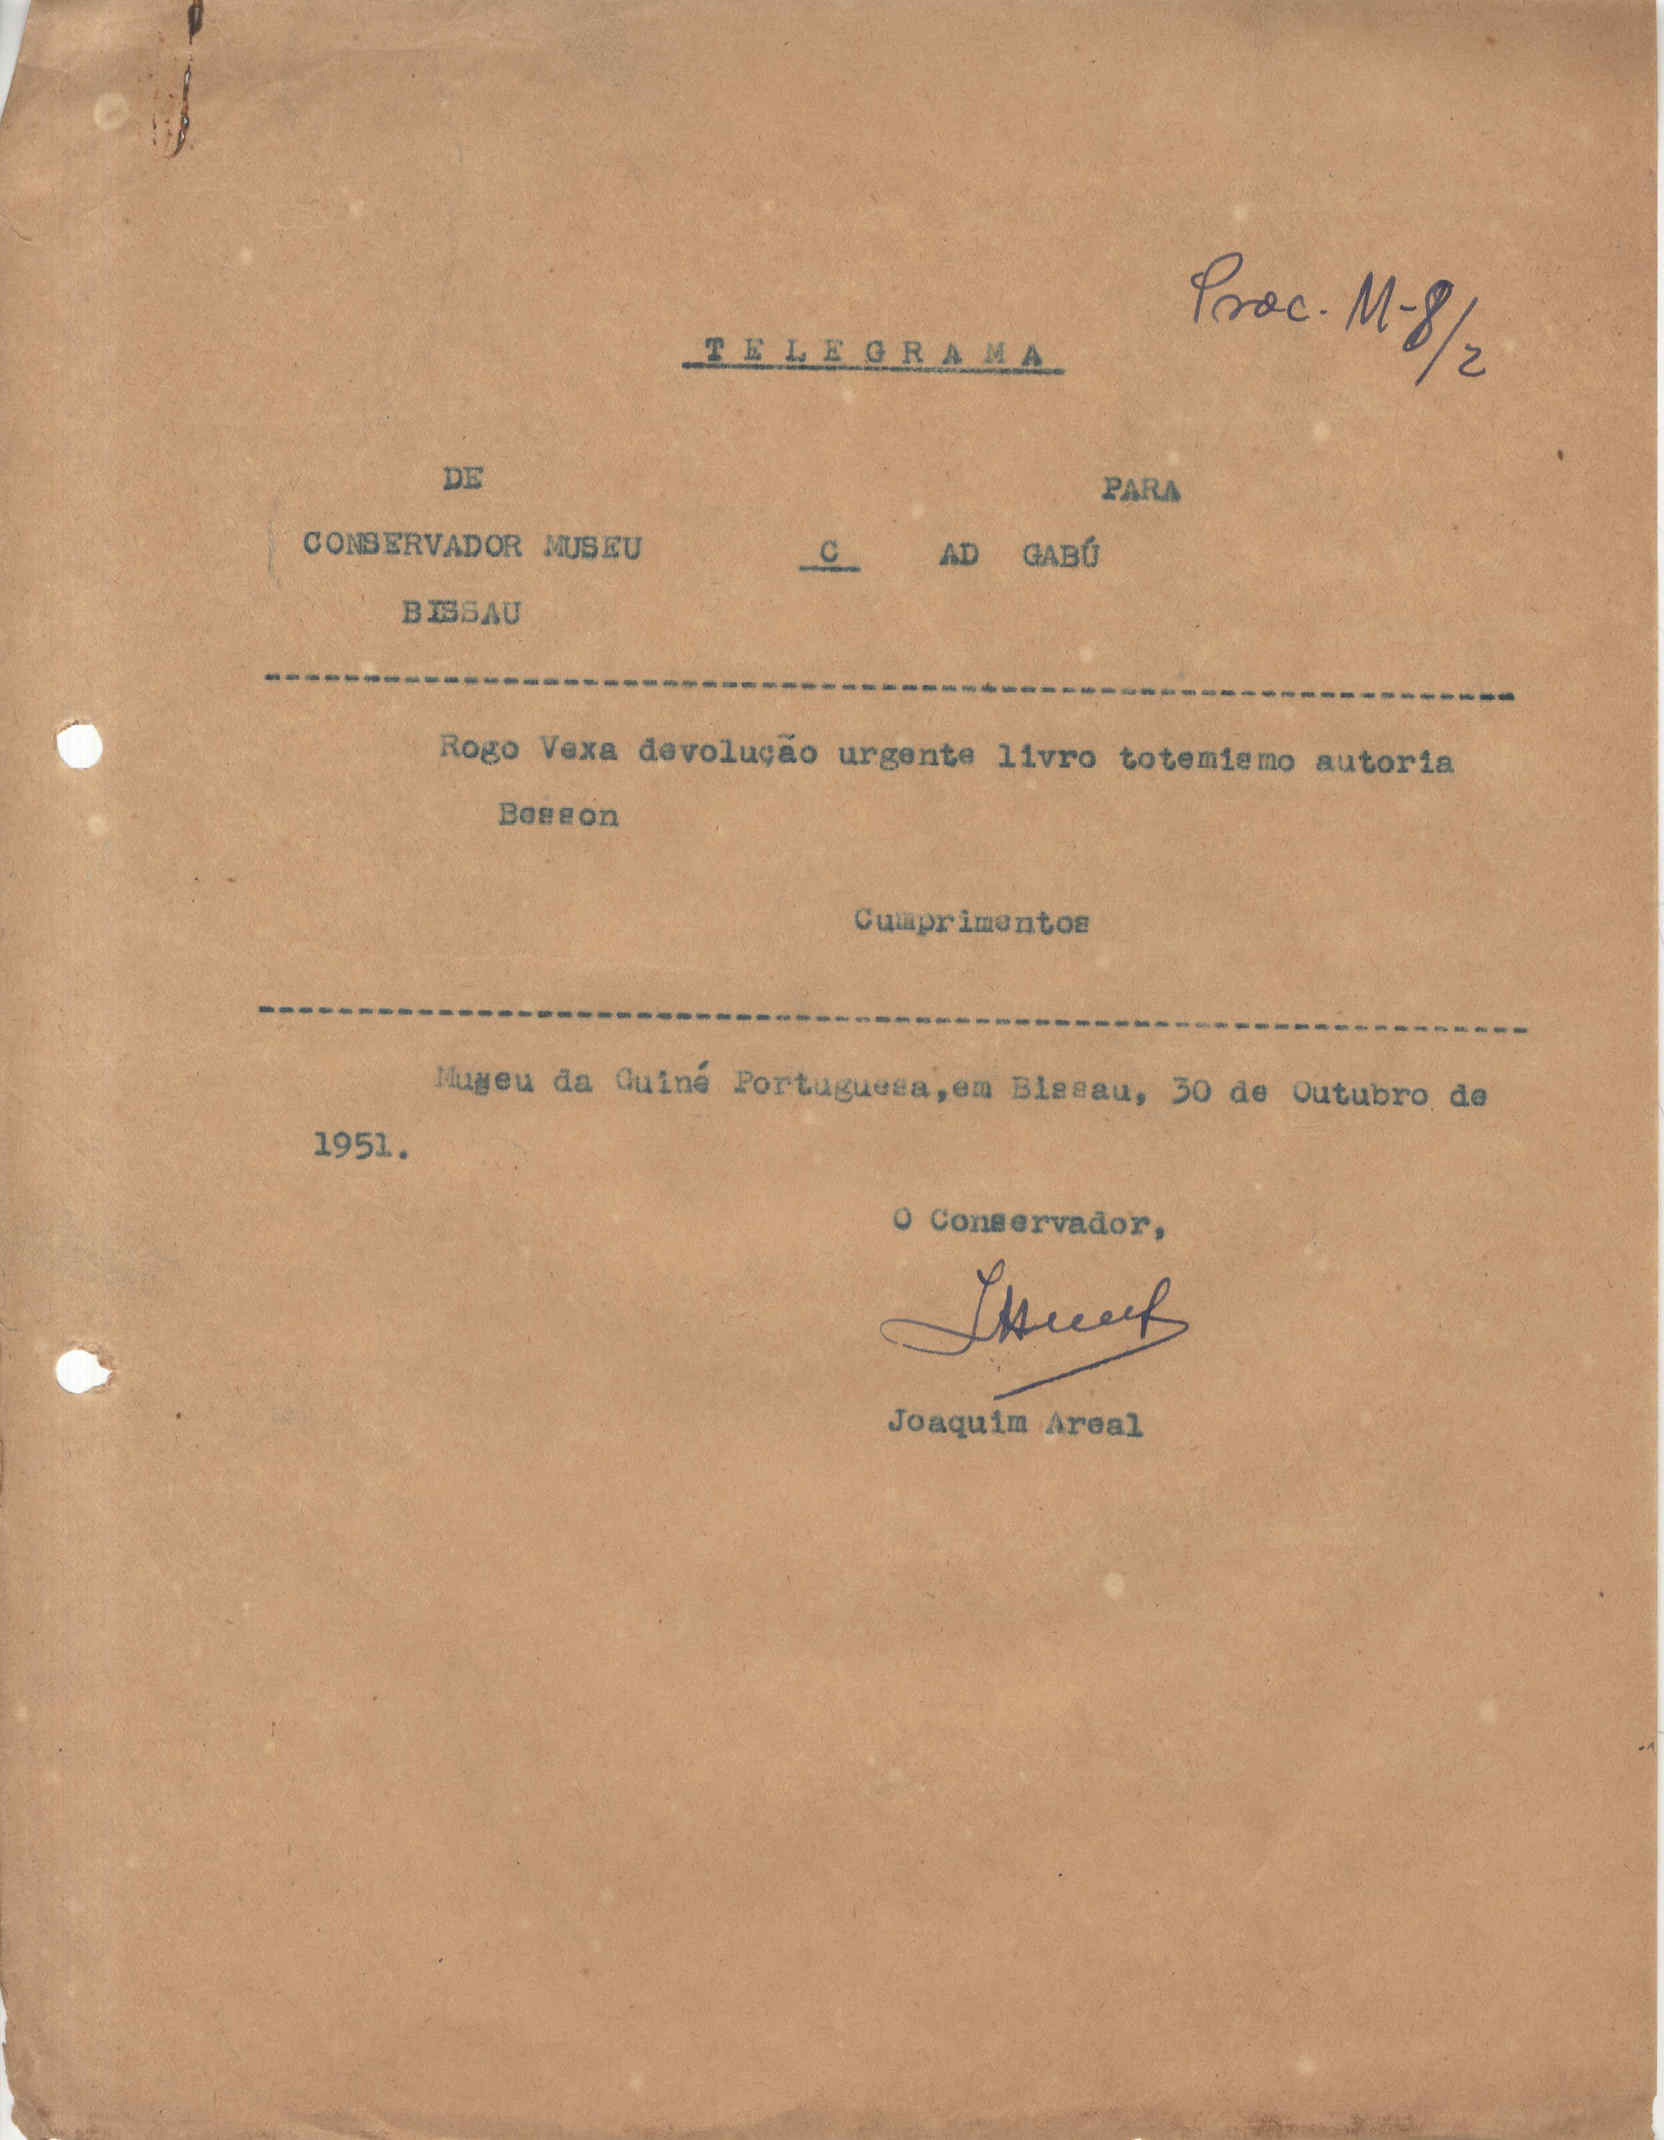 Proc. M-8/2
TELEGRAMA
DE PARA
CONSERVADOR MUSEU C AD GABÚ
BISSAU
Rogo Vexa devolução urgente livro totemismo autoria
Besson
Cumprimentos
Museu da Guiné Portuguesa,em Bissau, 30 de Outubro de
1951.
O Conservador,
Joaquim Areal